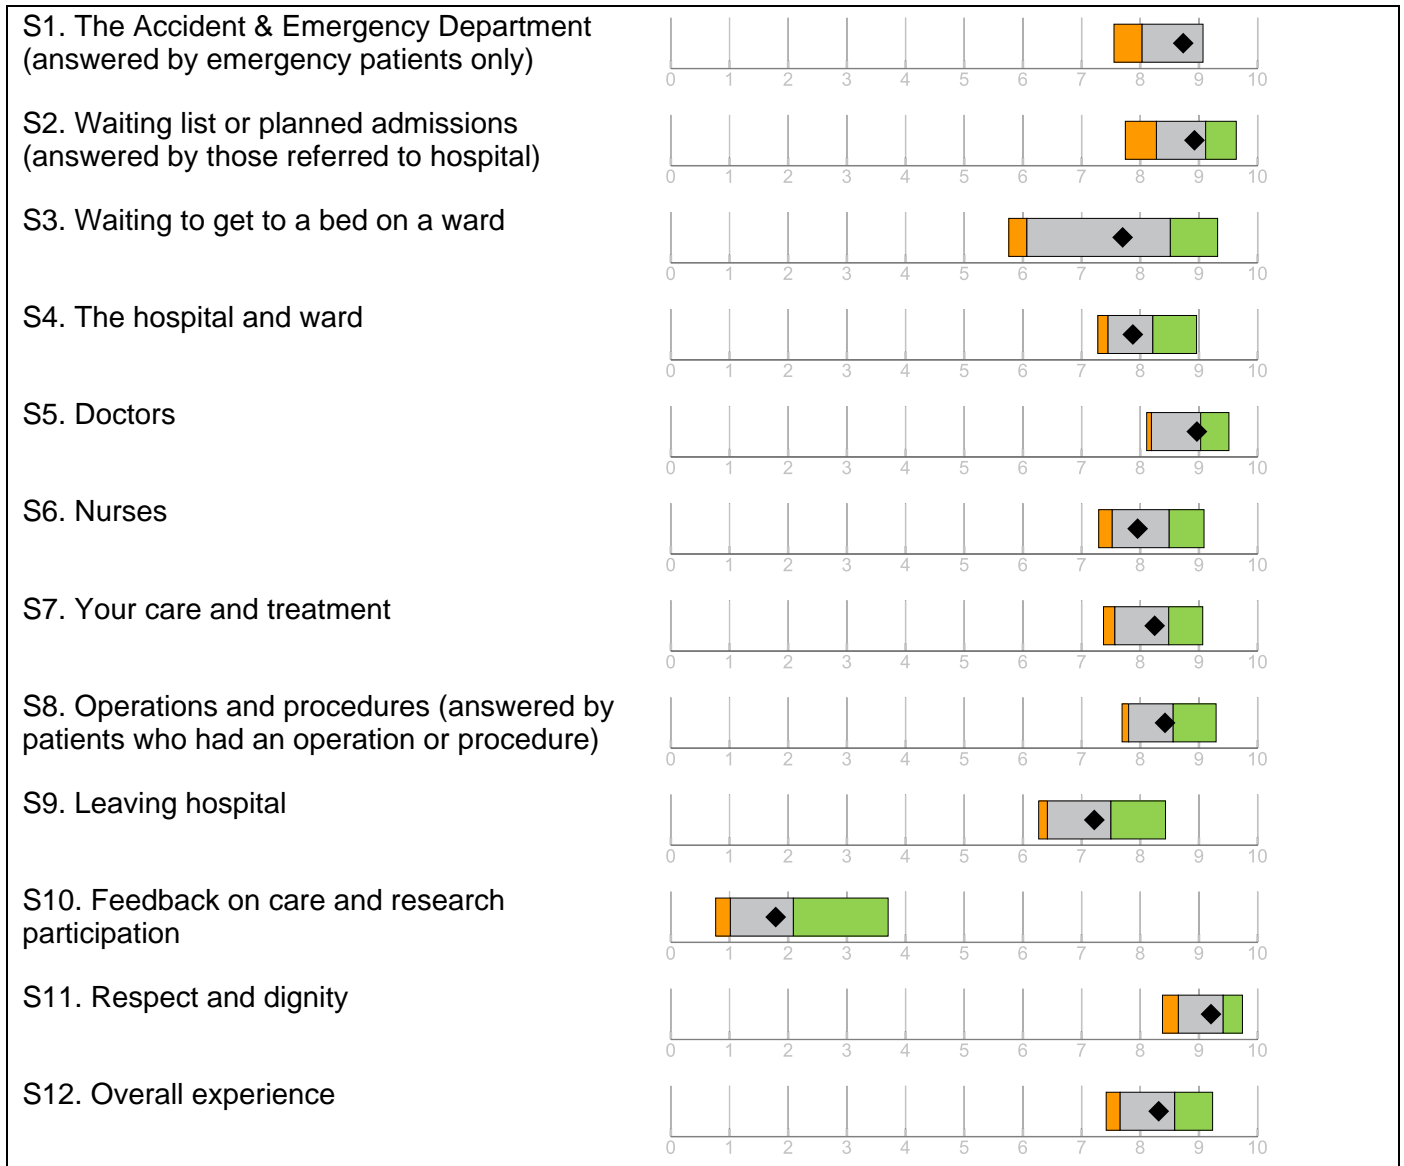 S1. The Accident & Emergency Department
(answered by emergency patients only)
0 1 2 3 4 5 6 7 8 9 10
S2. Waiting list or planned admissions
(answered by those referred to hospital)
0 1 2 3 4 5 6 7 8 9 10
S3. Waiting to get to a bed on a ward
0 1 2 3 4 5 6 7 8 9 10
S4. The hospital and ward
0 1 2 3 4 5 6 7 8 9 10
S5. Doctors
0 1 2 3 4 5 6 7 8 9 10
S6. Nurses
0 1 2 3 4 5 6 7 8 9 10
S7. Your care and treatment
0 1 2 3 4 5 6 7 8 9 10
S8. Operations and procedures (answered by
patients who had an operation or procedure)
0 1 2 3 4 5 6 7 8 9 10
S9. Leaving hospital
0 1 2 3 4 5 6 7 8 9 10
S10. Feedback on care and research
participation
0 1 2 3 4 5 6 7 8 9 10
S11. Respect and dignity
0 1 2 3 4 5 6 7 8 9 10
S12. Overall experience
0 1 2 3 4 5 6 7 8 9 10